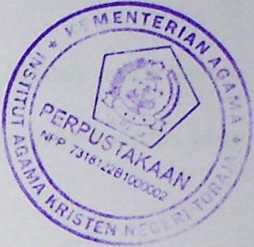 ★ KEMENTERIAN AGAMA ★
INSTITUT AGAMA KRISTEN NEGERI TORAJA
PERPUSTAKAAN
NPP 7318122B1000002